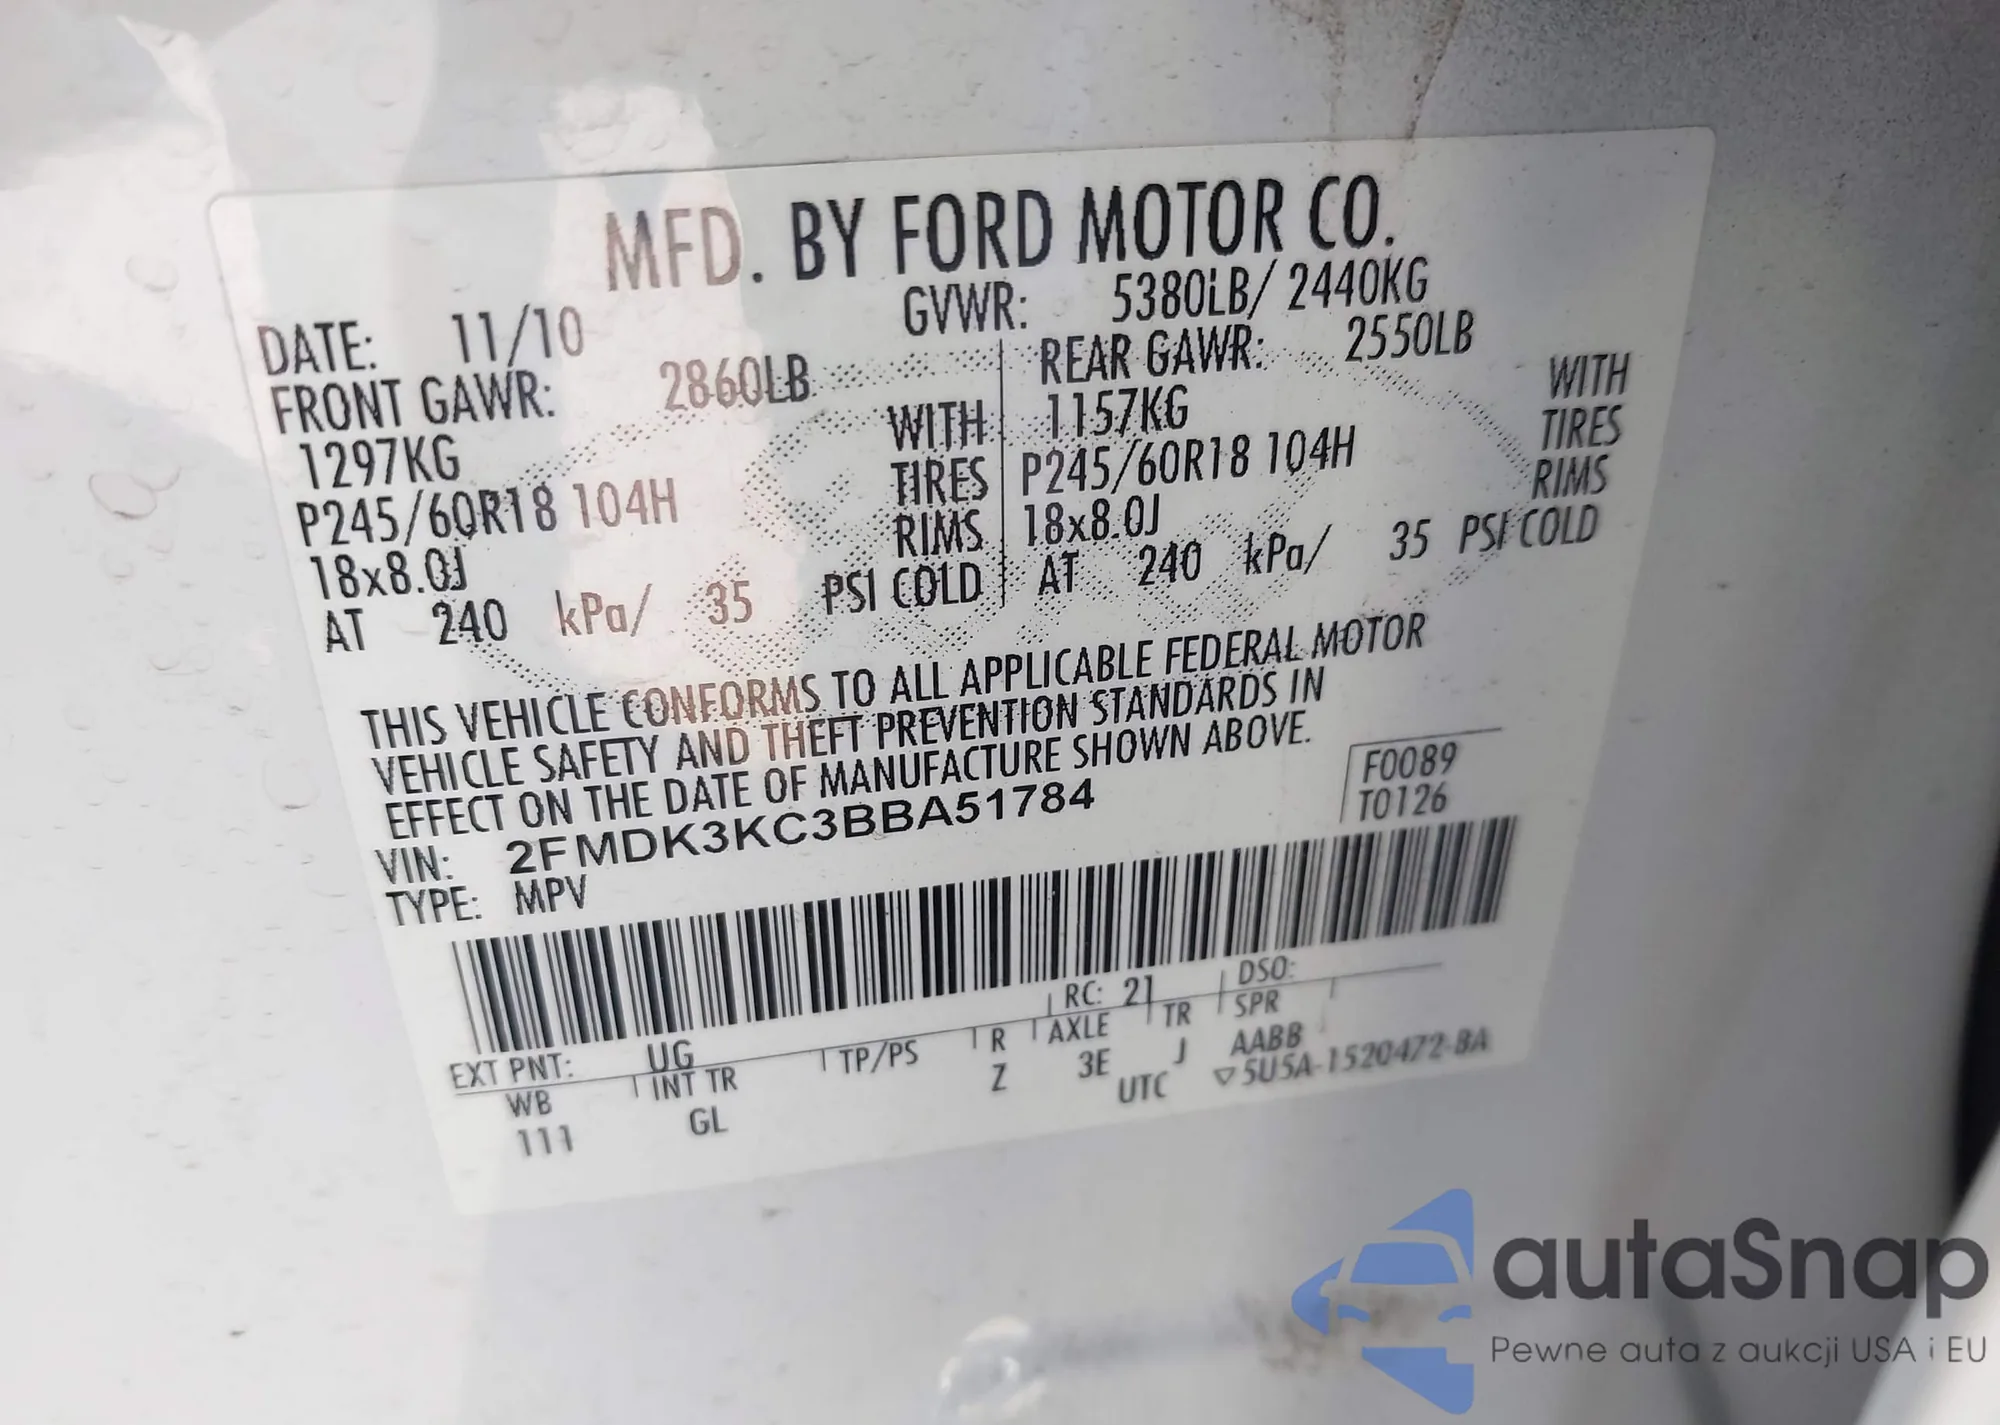 MFD. BY FORD MOTOR CO.
DATE: 11/10 GVWR: 5380LB/ 2440KG
FRONT GAWR: 2860LB REAR GAWR: 2550LB
1297KG WITH 1157KG WITH
P245/60R18 104H TIRES P245/60R18 104H TIRES
18x8.0J RIMS 18x8.0J RIMS
AT 240 kPa/ 35 PSI COLD AT 240 kPa/ 35 PSI COLD
THIS VEHICLE CONFORMS TO ALL APPLICABLE FEDERAL MOTOR
VEHICLE SAFETY AND THEFT PREVENTION STANDARDS IN
EFFECT ON THE DATE OF MANUFACTURE SHOWN ABOVE.
VIN: 2FMDK3KC3BBA51784 F0089
TYPE: MPV T0126
EXT PNT: UG RC: 21 DSO:
WB INT TR TP/PS R AXLE TR SPR
111 GL Z 3E J AABB
UTC ▽5U5A-1520472-BA
autaSnap
Pewne auta z aukcji USA i EU